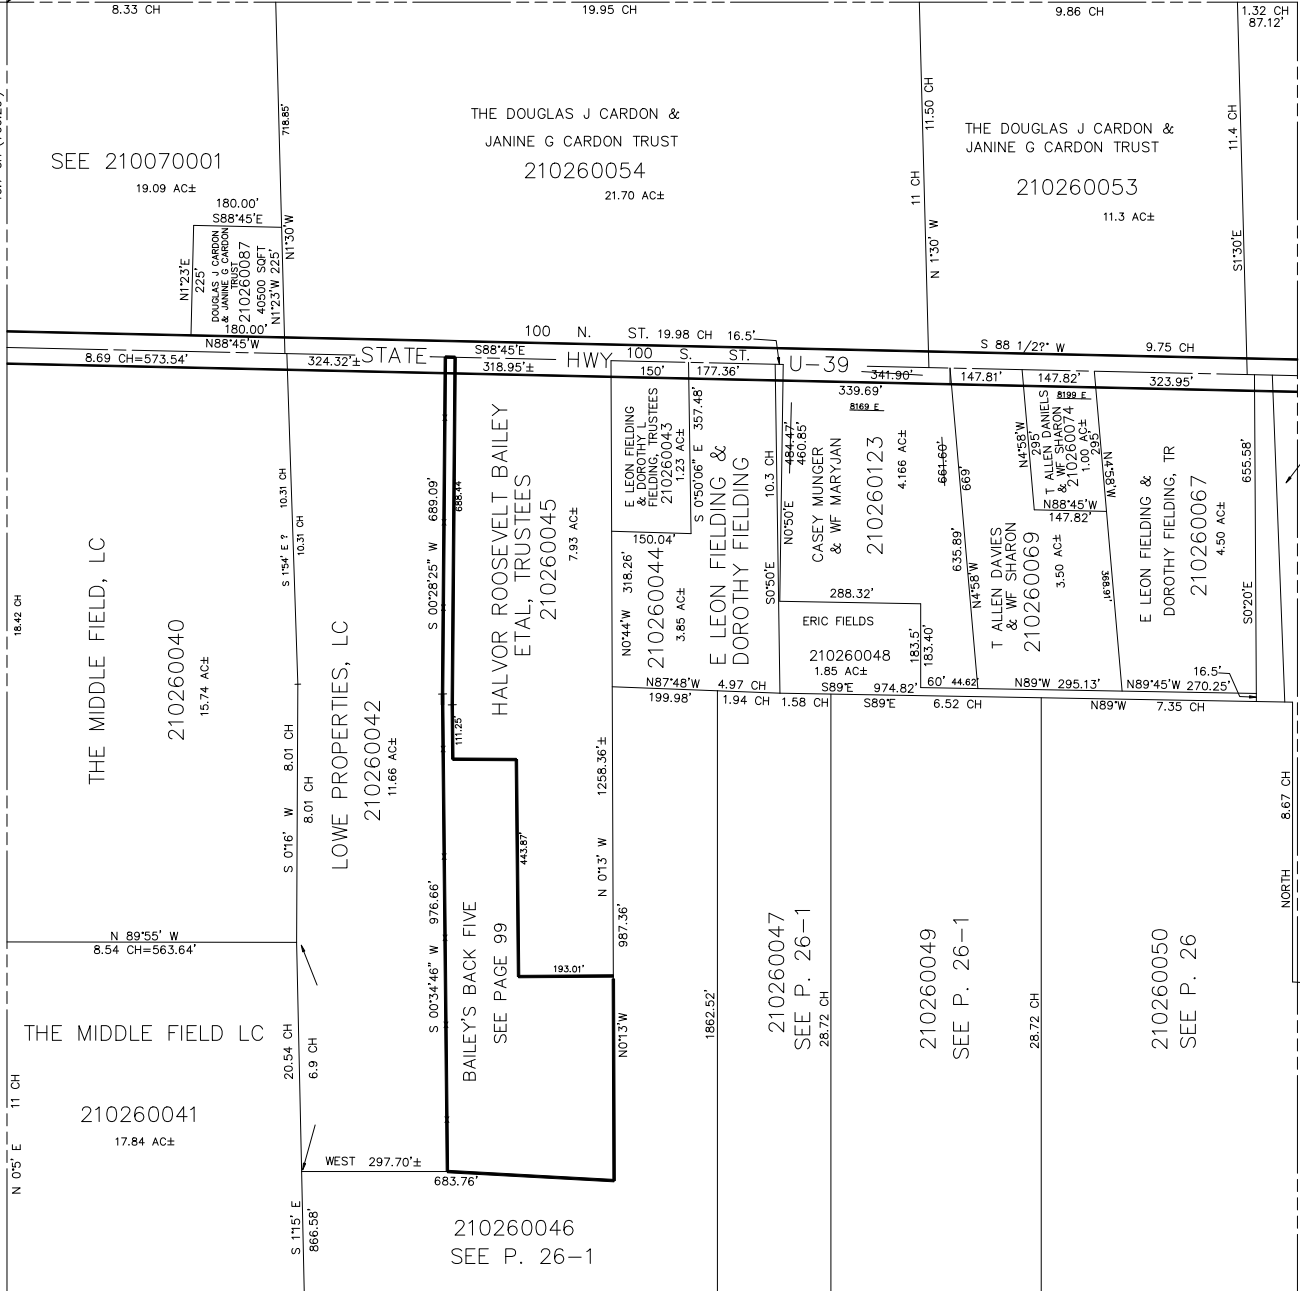 8.33 CH
19.95 CH
9.86 CH
1.32 CH
87.12'
718.85'
11.50 CH
11 CH
N 1°30' W
11.4 CH
S1°30'E
SEE 210070001
19.09 AC±
THE DOUGLAS J CARDON &
JANINE G CARDON TRUST
210260054
21.70 AC±
THE DOUGLAS J CARDON &
JANINE G CARDON TRUST
210260053
11.3 AC±
180.00'
S88°45'E
N1°23'E
225'
DOUGLAS J CARDON
& JANINE G CARDON
TRUST
210260087
40500 SQFT
N1°23'W 225'
N1°30'W
180.00'
N88°45'W
100 N. ST. 19.98 CH 16.5'
S 88 1/2?° W
9.75 CH
8.69 CH=573.54'
324.32'±
STATE
S88°45'E
318.95'±
HWY
100 S. ST.
U-39
150'
177.36'
341.90'
339.69'
8169 E
147.81'
147.82'
8199 E
323.95'
18.42 CH
THE MIDDLE FIELD, LC
210260040
15.74 AC±
S 1°54' E ? 10.31 CH
10.31 CH
S 0°16' W 8.01 CH
8.01 CH
LOWE PROPERTIES, LC
210260042
11.66 AC±
S 00°28'25" W 689.09'
688.44
111.25'
HALVOR ROOSEVELT BAILEY
ETAL, TRUSTEES
210260045
7.93 AC±
E LEON FIELDING
& DOROTHY L
FIELDING, TRUSTEES
210260043
1.23 AC±
S 0°50'06" E 357.48'
150.04'
N0°44'W 318.26'
210260044
3.85 AC±
E LEON FIELDING &
DOROTHY FIELDING
10.3 CH
S0°50'E
N0°50'E
484.47'
460.85'
CASEY MUNGER
& WF MARYJAN
210260123
4.166 AC±
661.60'
669'
635.89'
N4°58'W
288.32'
ERIC FIELDS
210260048
1.85 AC±
183.5'
183.40'
T ALLEN DAVIES
& WF SHARON
210260069
3.50 AC±
N4°58'W
295'
T ALLEN DANIELS
& WF SHARON
210260074
1.00 AC±
295'
N4°58'W
N88°45'W
147.82'
368.91'
E LEON FIELDING &
DOROTHY FIELDING, TR
210260067
4.50 AC±
655.58'
S0°20'E
16.5'
N87°48'W 4.97 CH
S89°E 974.82'
60' 44.62'
N89°W 295.13'
N89°45'W 270.25'
199.98'
1.94 CH
1.58 CH
S89°E
6.52 CH
N89°W
7.35 CH
443.87'
N 0°13' W 1258.36'±
987.36'
193.01'
N0°13'W
S 00°34'46" W 976.66'
BAILEY'S BACK FIVE
SEE PAGE 99
1862.52'
210260047
SEE P. 26-1
28.72 CH
210260049
SEE P. 26-1
28.72 CH
210260050
SEE P. 26
NORTH 8.67 CH
N 89°55' W
8.54 CH=563.64'
THE MIDDLE FIELD LC
210260041
17.84 AC±
N 0°5' E 11 CH
20.54 CH
6.9 CH
WEST 297.70'±
683.76'
S 1°15' E
866.58'
210260046
SEE P. 26-1